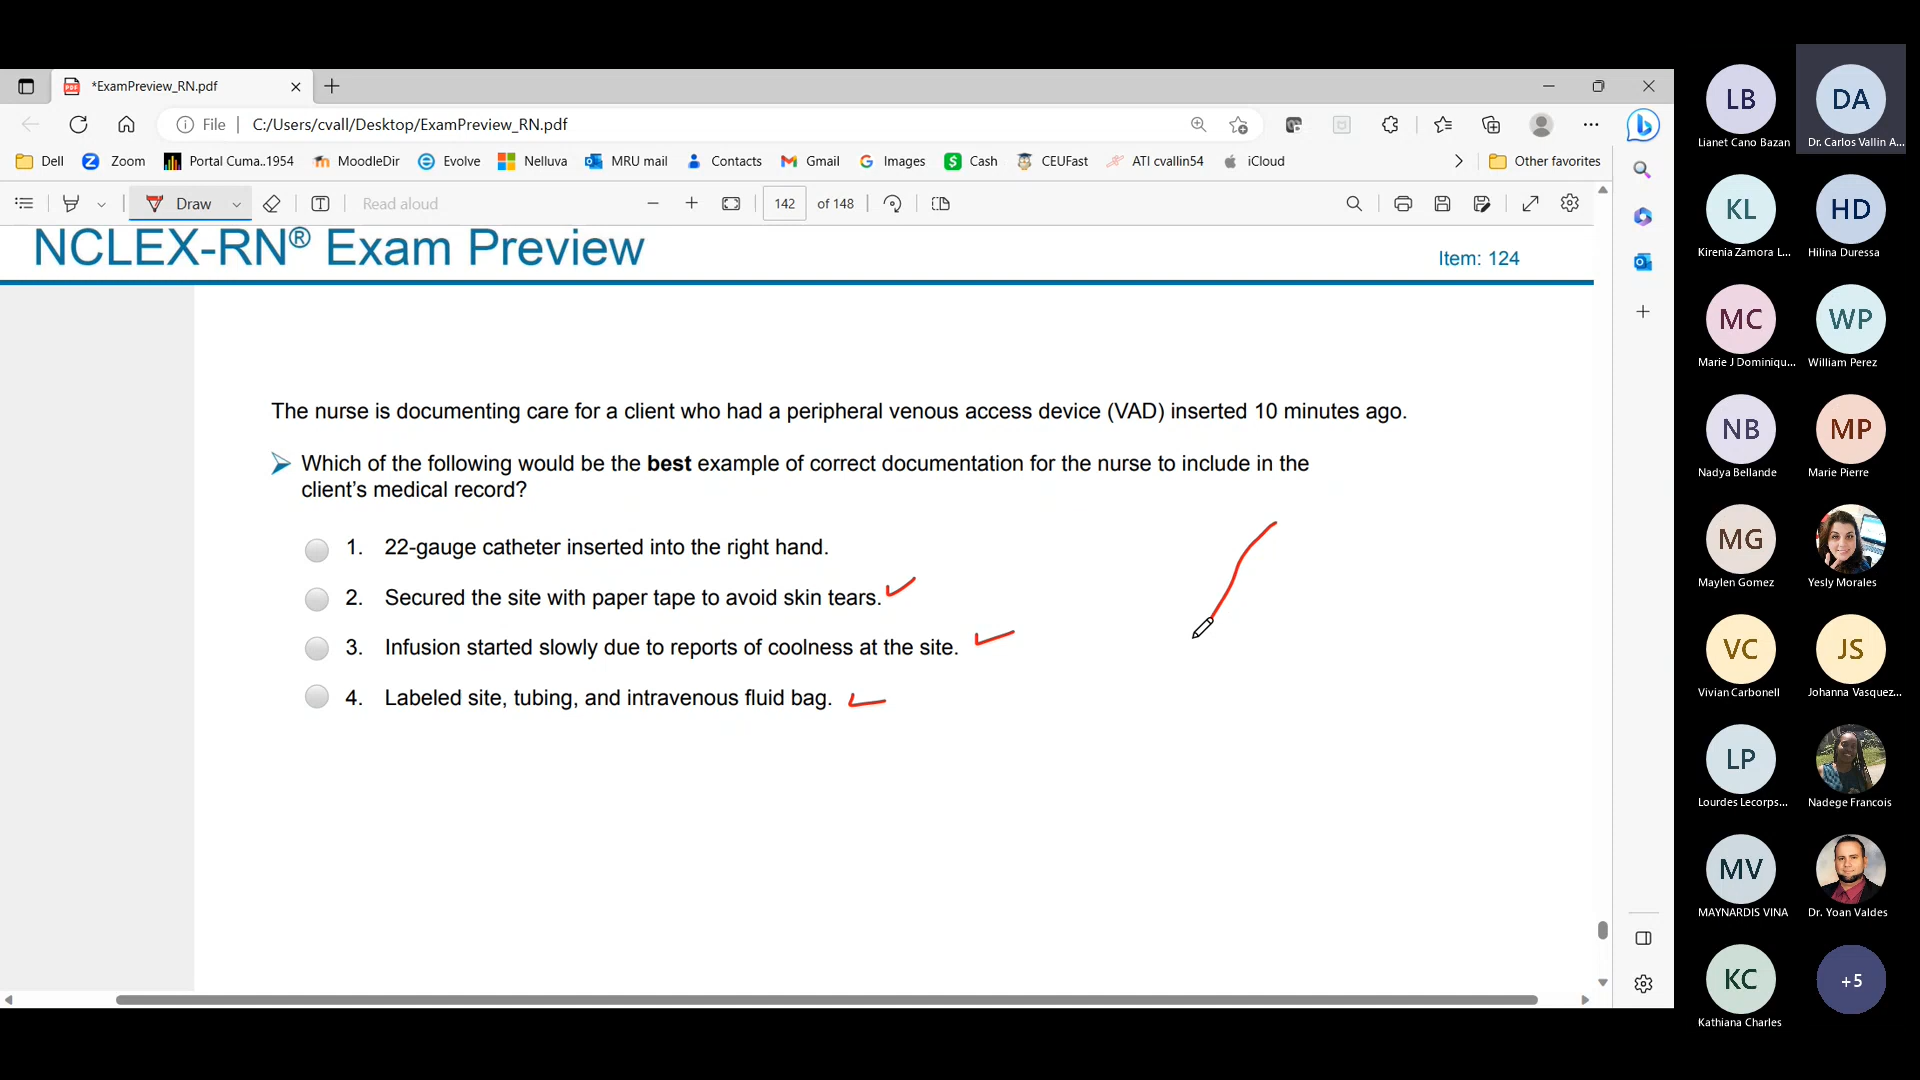 *ExamPreview_RN.pdf
File
C:/Users/cvall/Desktop/ExamPreview_RN.pdf
Dell
Zoom
Portal Cuma..1954
MoodleDir
Evolve
Nelluva
MRU mail
Contacts
Gmail
Images
Cash
CEUFast
ATI cvallin54
iCloud
Other favorites
Draw
Read aloud
142
of 148
NCLEX-RN® Exam Preview
Item: 124
The nurse is documenting care for a client who had a peripheral venous access device (VAD) inserted 10 minutes ago.
Which of the following would be the best example of correct documentation for the nurse to include in the
client's medical record?
1. 22-gauge catheter inserted into the right hand.
2. Secured the site with paper tape to avoid skin tears.
3. Infusion started slowly due to reports of coolness at the site.
4. Labeled site, tubing, and intravenous fluid bag.
LB
Lianet Cano Bazan
DA
Dr. Carlos Vallin A...
KL
Kirenia Zamora L...
HD
Hilina Duressa
MC
Marie J Dominiqu...
WP
William Perez
NB
Nadya Bellande
MP
Marie Pierre
MG
Maylen Gomez
Yesly Morales
VC
Vivian Carbonell
JS
Johanna Vasquez...
LP
Lourdes Lecorps...
Nadege Francois
MV
MAYNARDIS VINA
Dr. Yoan Valdes
KC
Kathiana Charles
+5